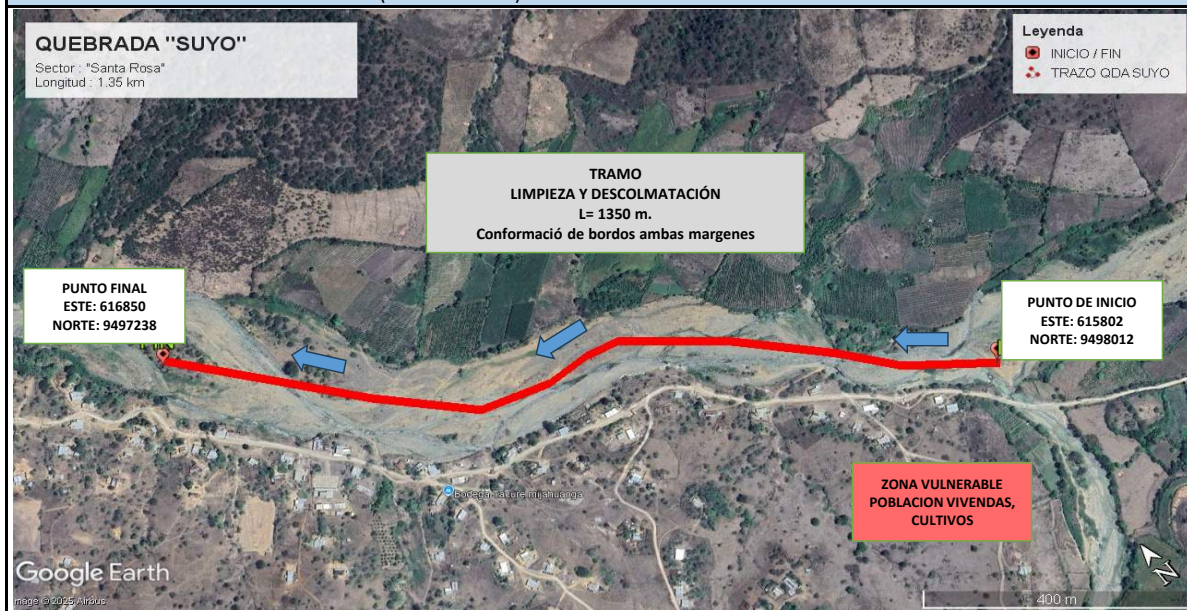 QUEBRADA "SUYO"
Sector : "Santa Rosa"
Longitud : 1.35 km
Leyenda
INICIO / FIN
TRAZO QDA SUYO
TRAMO
LIMPIEZA Y DESCOLMATACIÓN
L= 1350 m.
Conformació de bordos ambas margenes
PUNTO FINAL
ESTE: 616850
NORTE: 9497238
PUNTO DE INICIO
ESTE: 615802
NORTE: 9498012
ZONA VULNERABLE
POBLACION VIVENDAS,
CULTIVOS
Bodega
mijahuanga
Google Earth
Image © 2025 Airbus
N
400 m